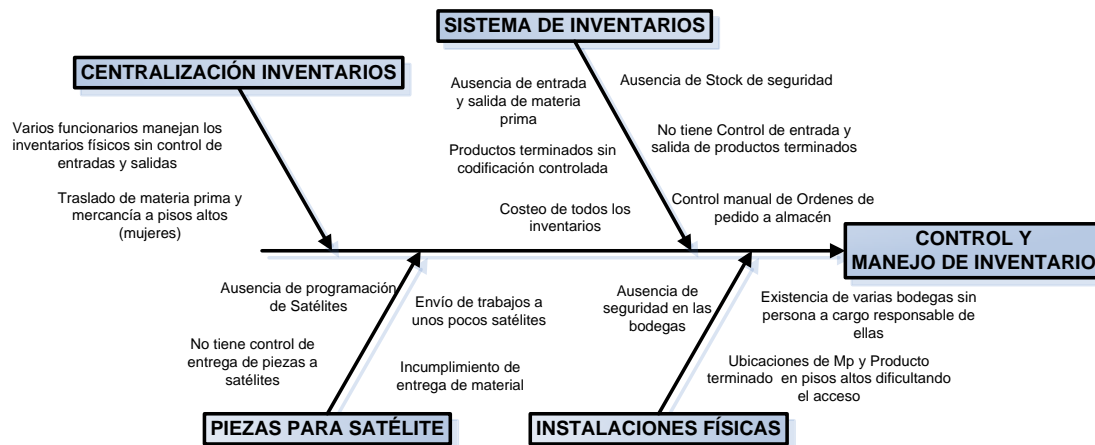 SISTEMA DE INVENTARIOS
CENTRALIZACIÓN INVENTARIOS
Varios funcionarios manejan los
inventarios físicos sin control de
entradas y salidas
Traslado de materia prima y
mercancía a pisos altos
(mujeres)
Ausencia de entrada
y salida de materia
prima
Productos terminados sin
codificación controlada
Costeo de todos los
inventarios
Ausencia de Stock de seguridad
No tiene Control de entrada y
salida de productos terminados
Control manual de Ordenes de
pedido a almacén
CONTROL Y
MANEJO DE INVENTARIO
Ausencia de programación
de Satélites
No tiene control de
entrega de piezas a
satélites
Envío de trabajos a
unos pocos satélites
Incumplimiento de
entrega de material
Ausencia de
seguridad en las
bodegas
Existencia de varias bodegas sin
persona a cargo responsable de
ellas
Ubicaciones de Mp y Producto
terminado en pisos altos dificultando
el acceso
PIEZAS PARA SATÉLITE
INSTALACIONES FÍSICAS